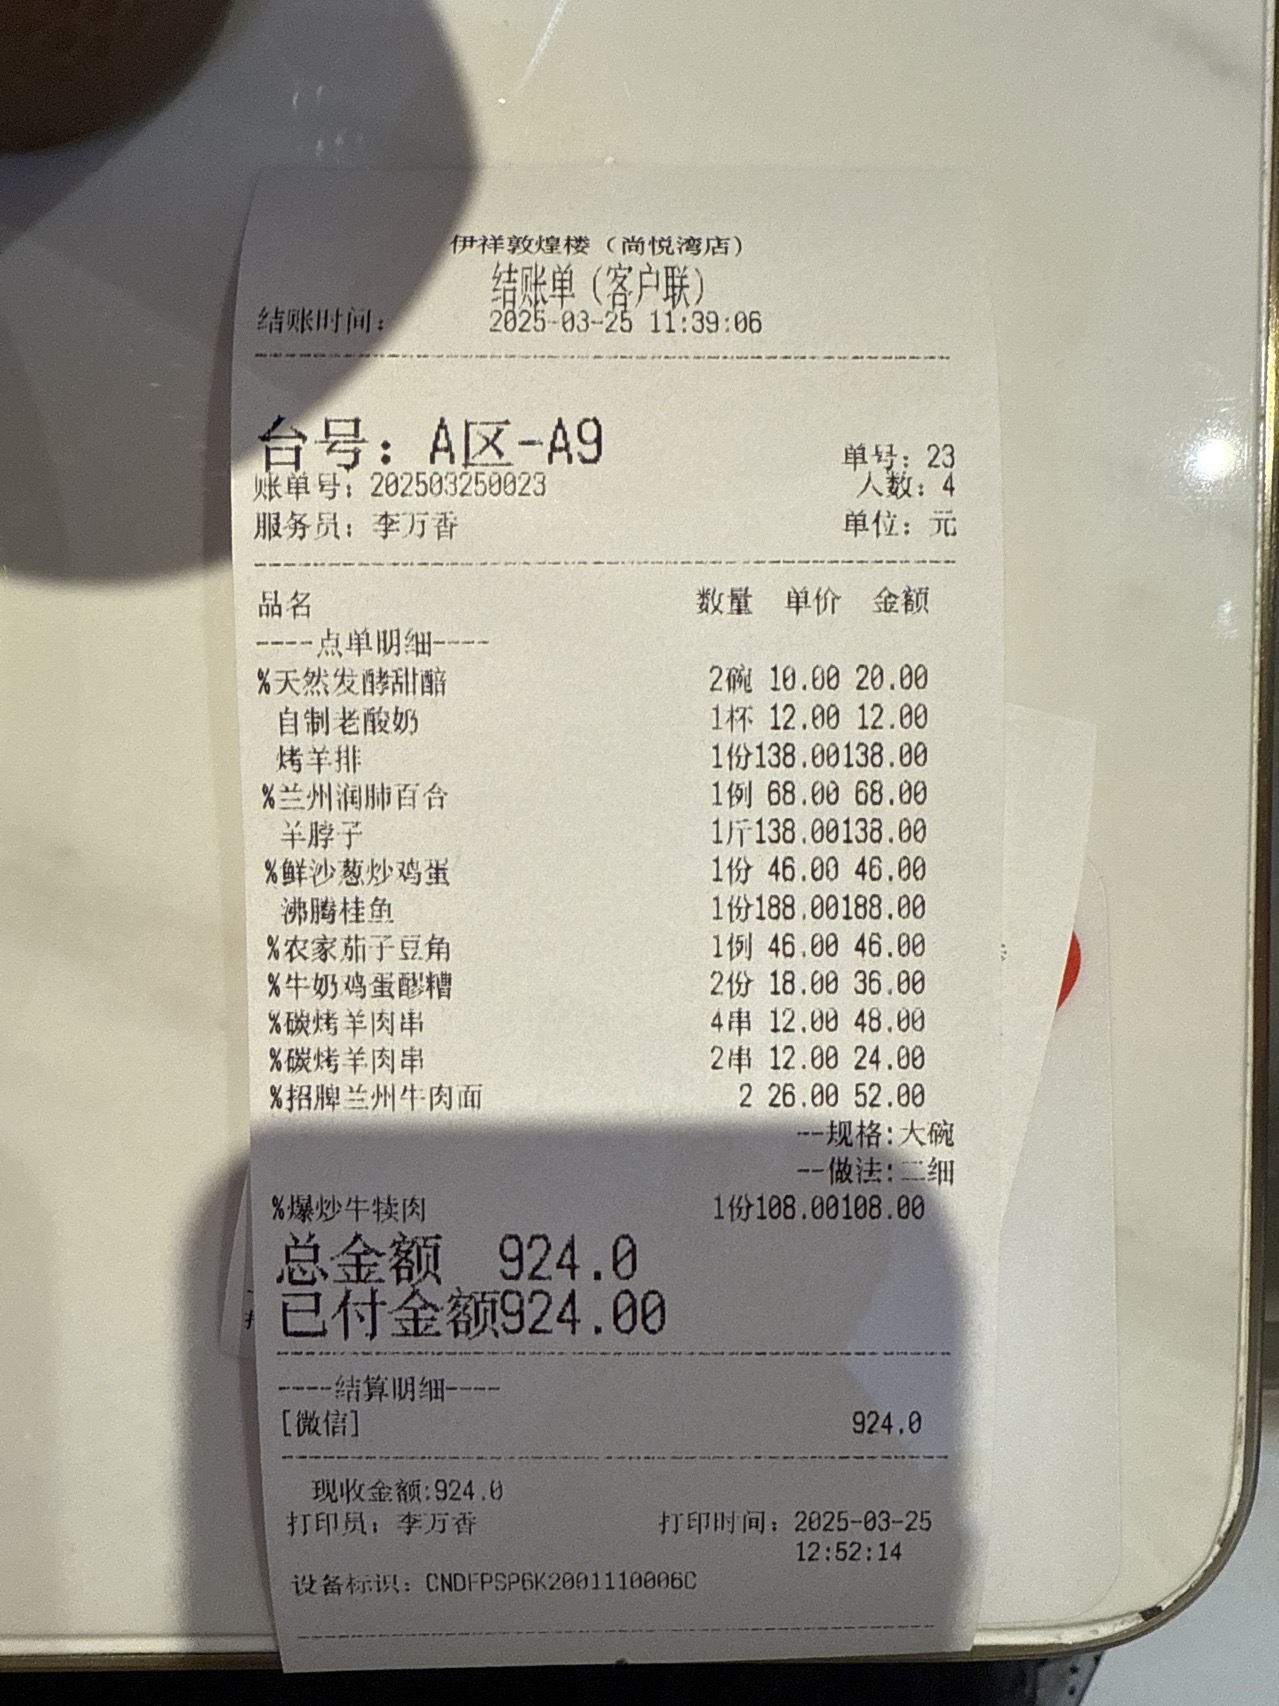 伊祥敦煌楼（尚悦湾店）
结账单（客户联）
结账时间： 2025-03-25 11:39:06
台号：A区-A9 单号：23
账单号：202503250023 人数：4
服务员：李万香 单位：元
品名 数量 单价 金额
----点单明细----
%天然发酵甜醅 2碗 10.00 20.00
自制老酸奶 1杯 12.00 12.00
烤羊排 1份138.00138.00
%兰州润肺百合 1例 68.00 68.00
羊脖子 1斤138.00138.00
%鲜沙葱炒鸡蛋 1份 46.00 46.00
沸腾桂鱼 1份188.00188.00
%农家茄子豆角 1例 46.00 46.00
%牛奶鸡蛋醪糟 2份 18.00 36.00
%碳烤羊肉串 4串 12.00 48.00
%碳烤羊肉串 2串 12.00 24.00
%招牌兰州牛肉面 2 26.00 52.00
--规格:大碗
--做法:二细
%爆炒牛犊肉 1份108.00108.00
总金额 924.0
已付金额924.00
----结算明细----
[微信] 924.0
现收金额:924.0
打印员：李万香 打印时间：2025-03-25
12:52:14
设备标识：CNDFPSP6K2001110006C